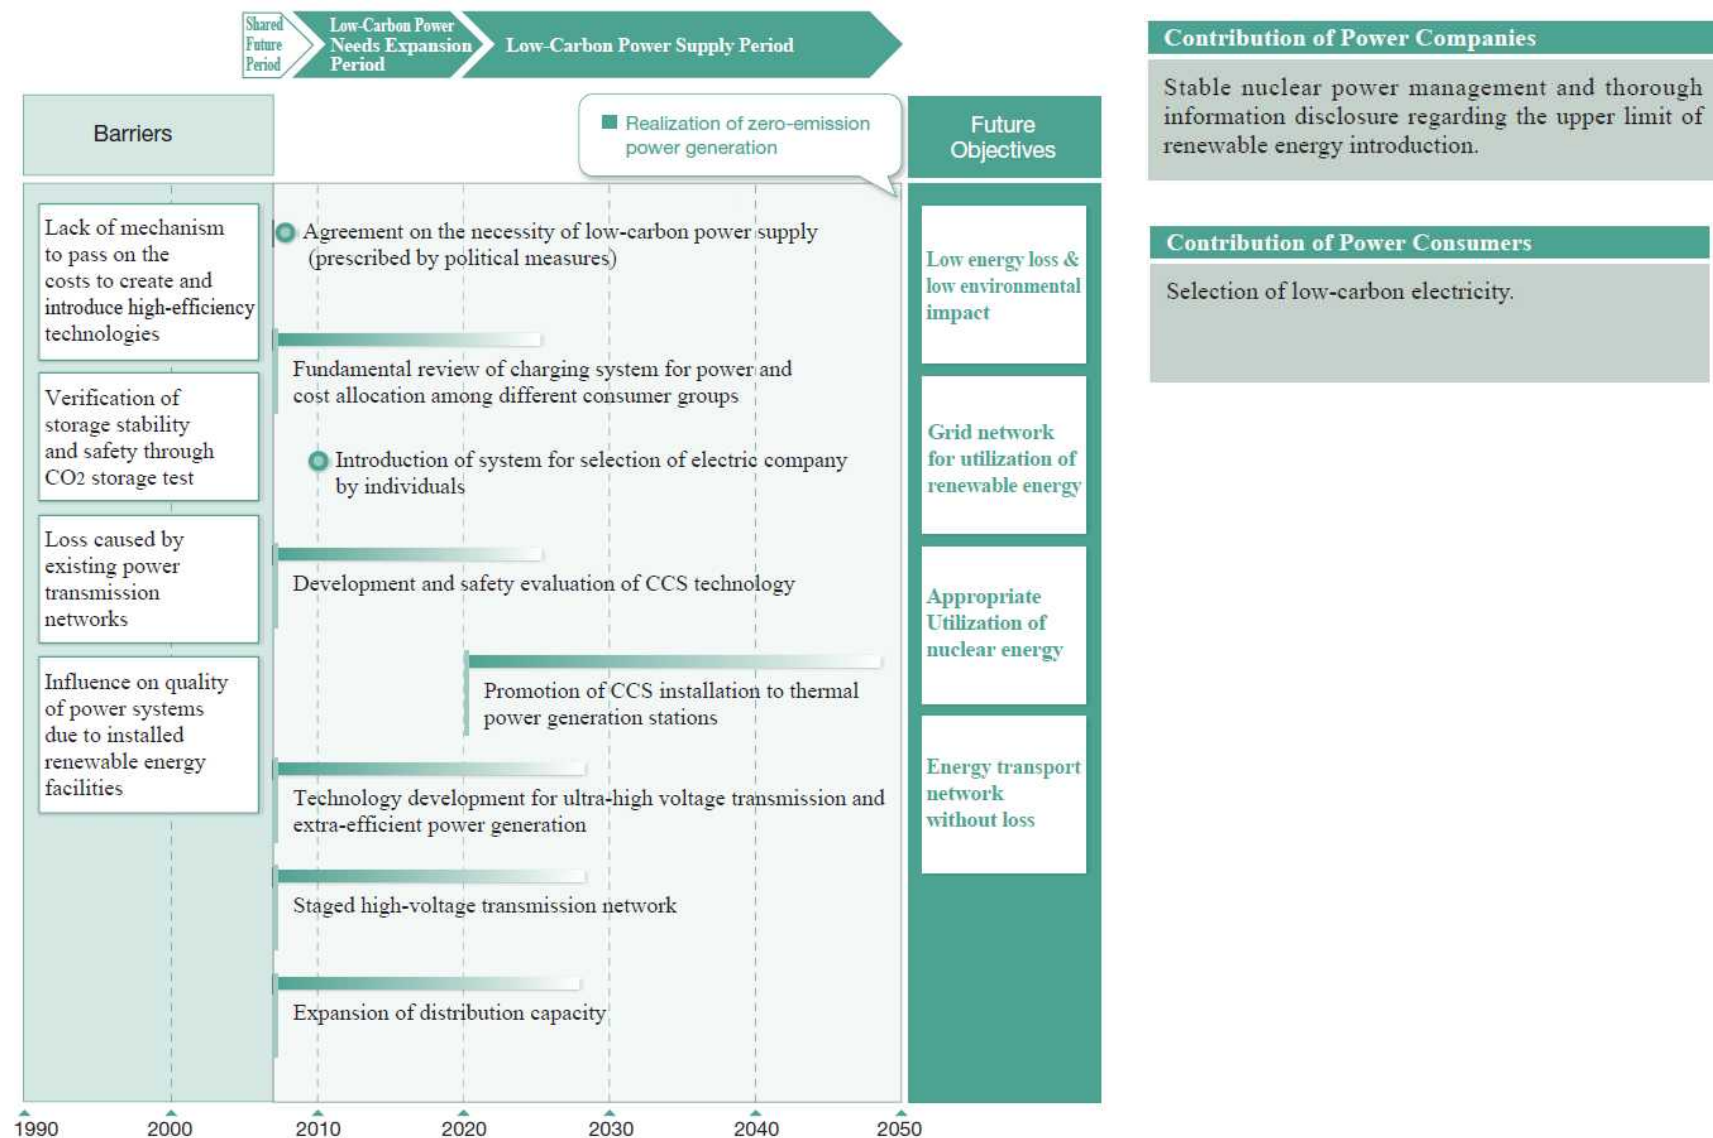 Shared
Future
Period
Low-Carbon Power
Needs Expansion
Period
Low-Carbon Power Supply Period
Barriers
Realization of zero-emission
power generation
Future
Objectives
Lack of mechanism
to pass on the
costs to create and
introduce high-efficiency
technologies
Verification of
storage stability
and safety through
CO2 storage test
Loss caused by
existing power
transmission
networks
Influence on quality
of power systems
due to installed
renewable energy
facilities
Agreement on the necessity of low-carbon power supply
(prescribed by political measures)
Fundamental review of charging system for power and
cost allocation among different consumer groups
Introduction of system for selection of electric company
by individuals
Development and safety evaluation of CCS technology
Promotion of CCS installation to thermal
power generation stations
Technology development for ultra-high voltage transmission and
extra-efficient power generation
Staged high-voltage transmission network
Expansion of distribution capacity
Low energy loss &
low environmental
impact
Grid network
for utilization of
renewable energy
Appropriate
Utilization of
nuclear energy
Energy transport
network
without loss
1990 2000 2010 2020 2030 2040 2050
Contribution of Power Companies
Stable nuclear power management and thorough
information disclosure regarding the upper limit of
renewable energy introduction.
Contribution of Power Consumers
Selection of low-carbon electricity.